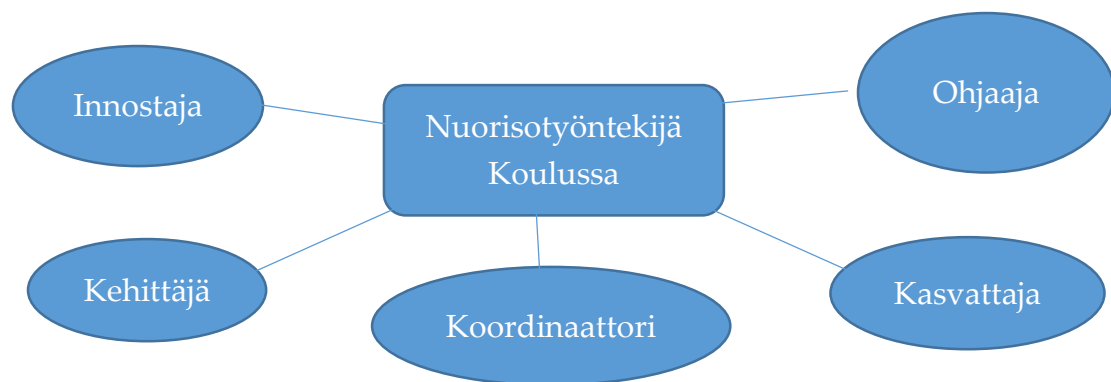 Innostaja
Nuorisotyöntekijä
Koulussa
Ohjaaja
Kehittäjä
Koordinaattori
Kasvattaja